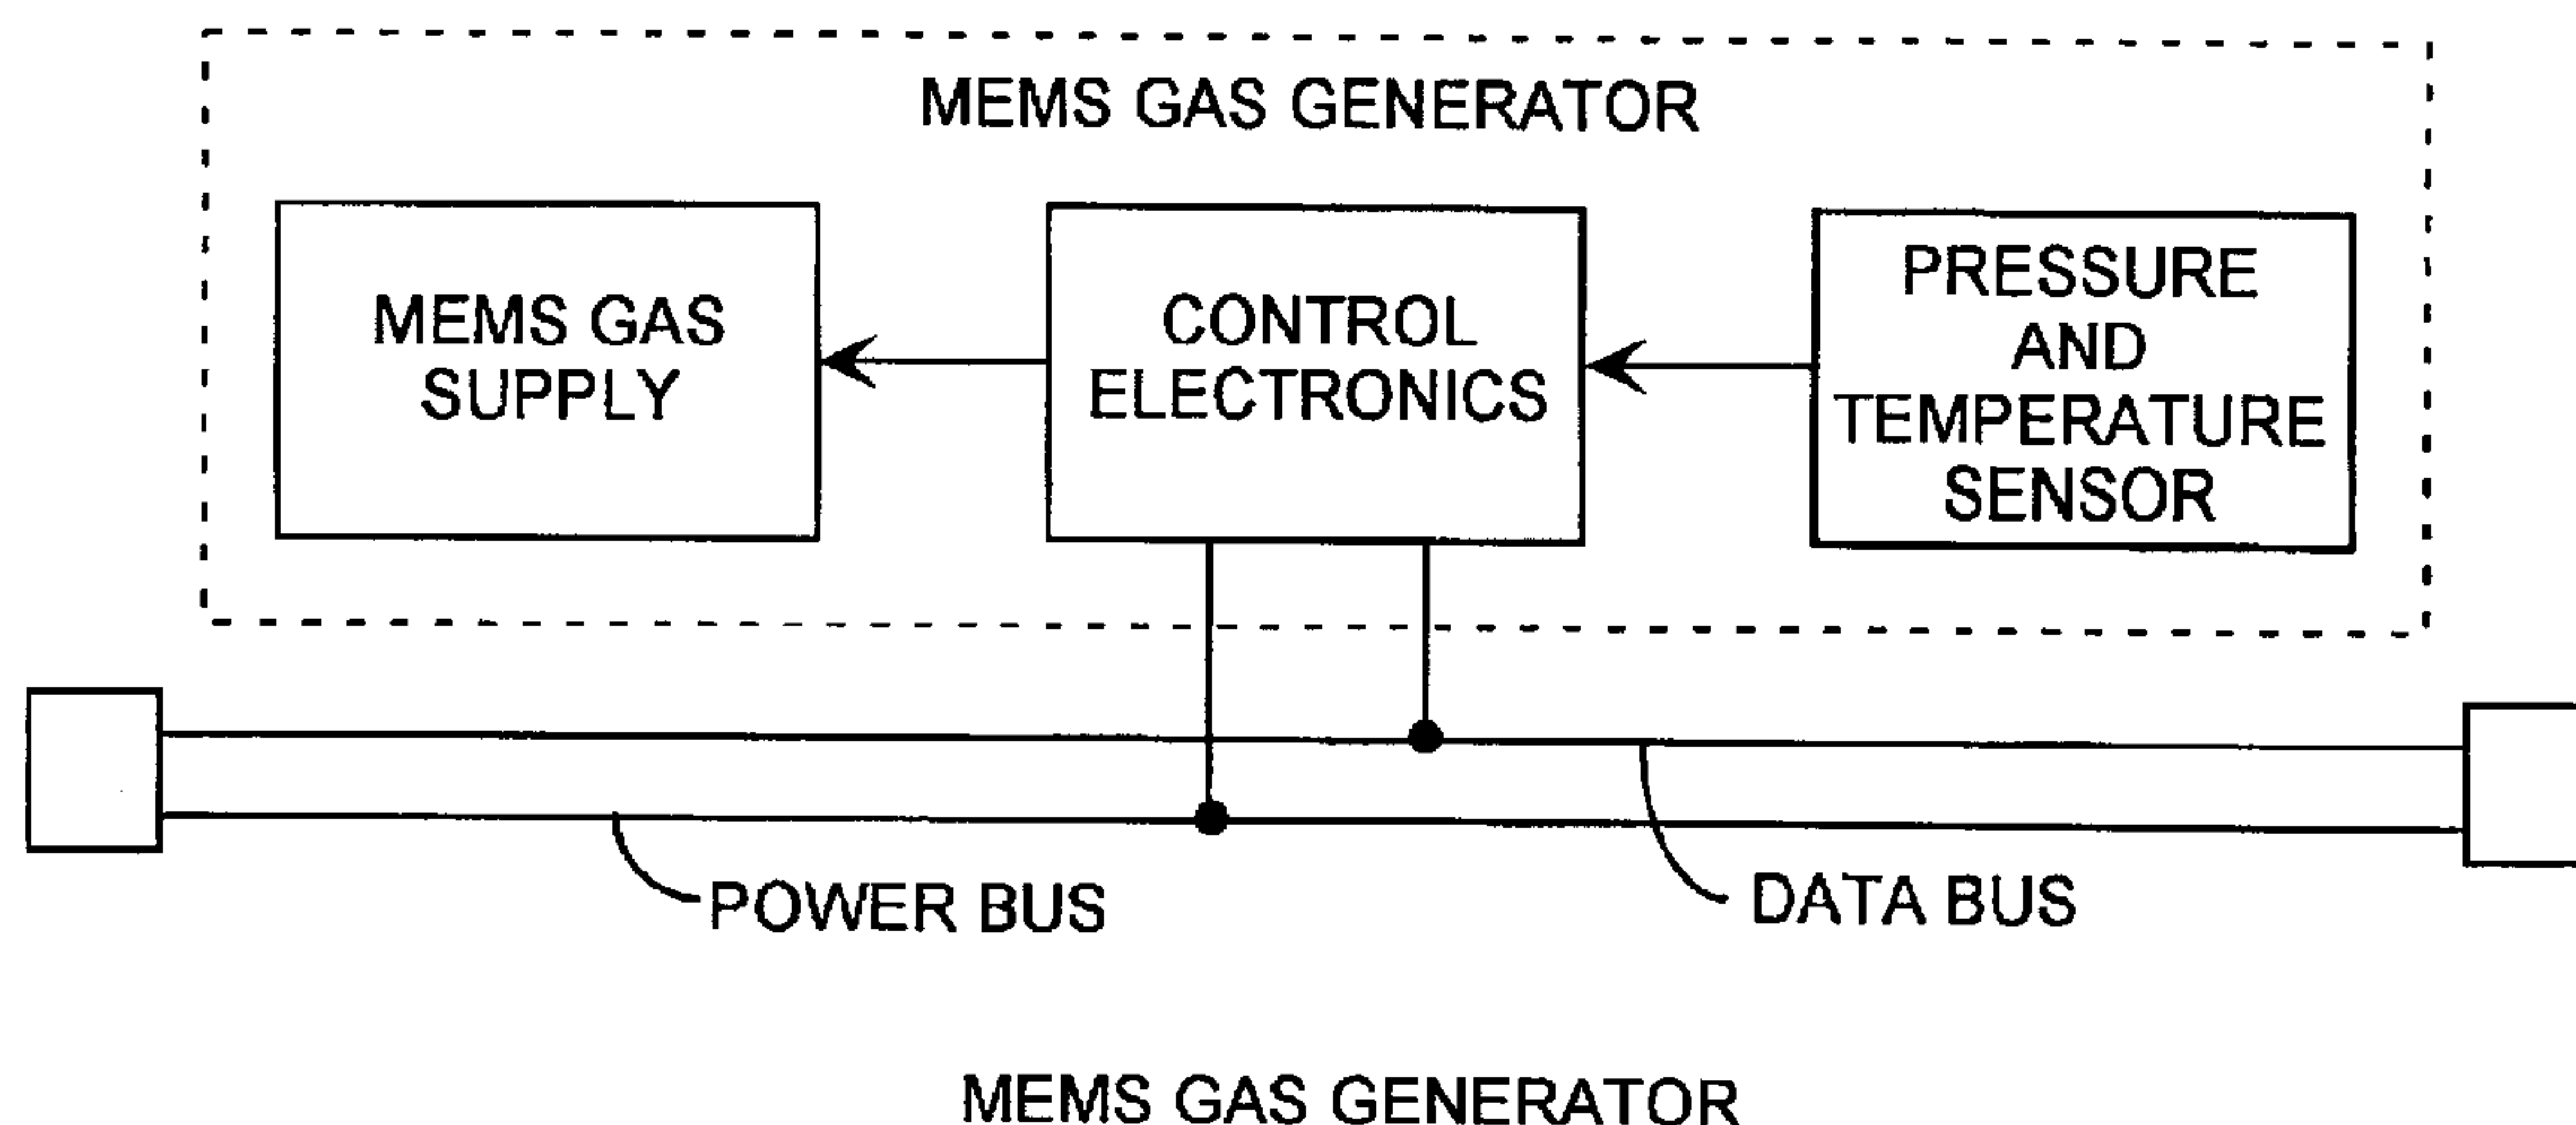 MEMS GAS GENERATOR
MEMS GAS
SUPPLY
CONTROL
ELECTRONICS
PRESSURE
AND
TEMPERATURE
SENSOR
POWER BUS
DATA BUS
MEMS GAS GENERATOR